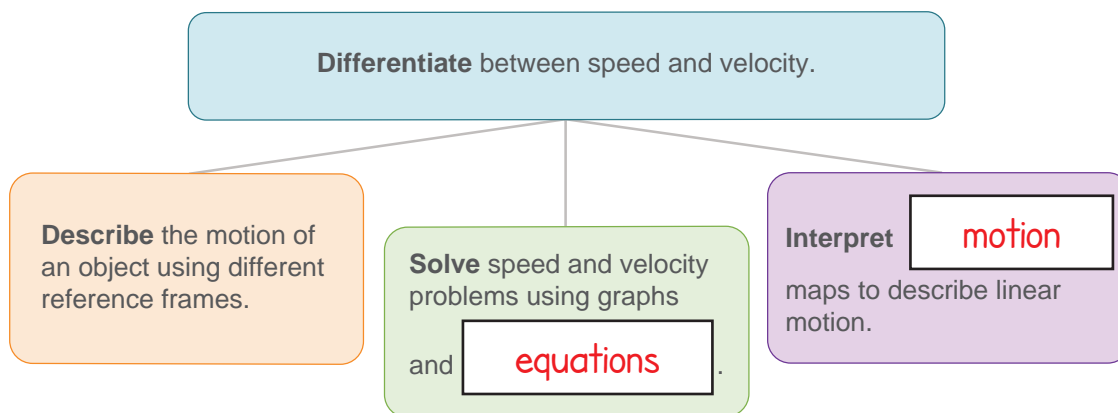 Differentiate between speed and velocity.
Describe the motion of
an object using different
reference frames.
Solve speed and velocity
problems using graphs
and equations.
Interpret motion
maps to describe linear
motion.